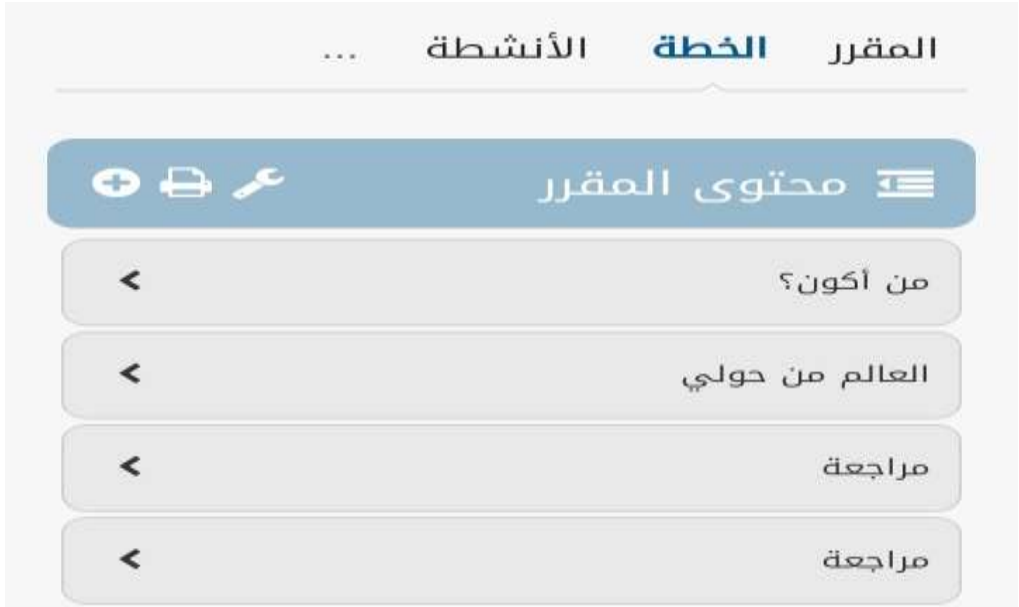 المقرر الخطة الأنشطة ...
محتوى المقرر
من أكون؟
العالم من حولي
مراجعة
مراجعة